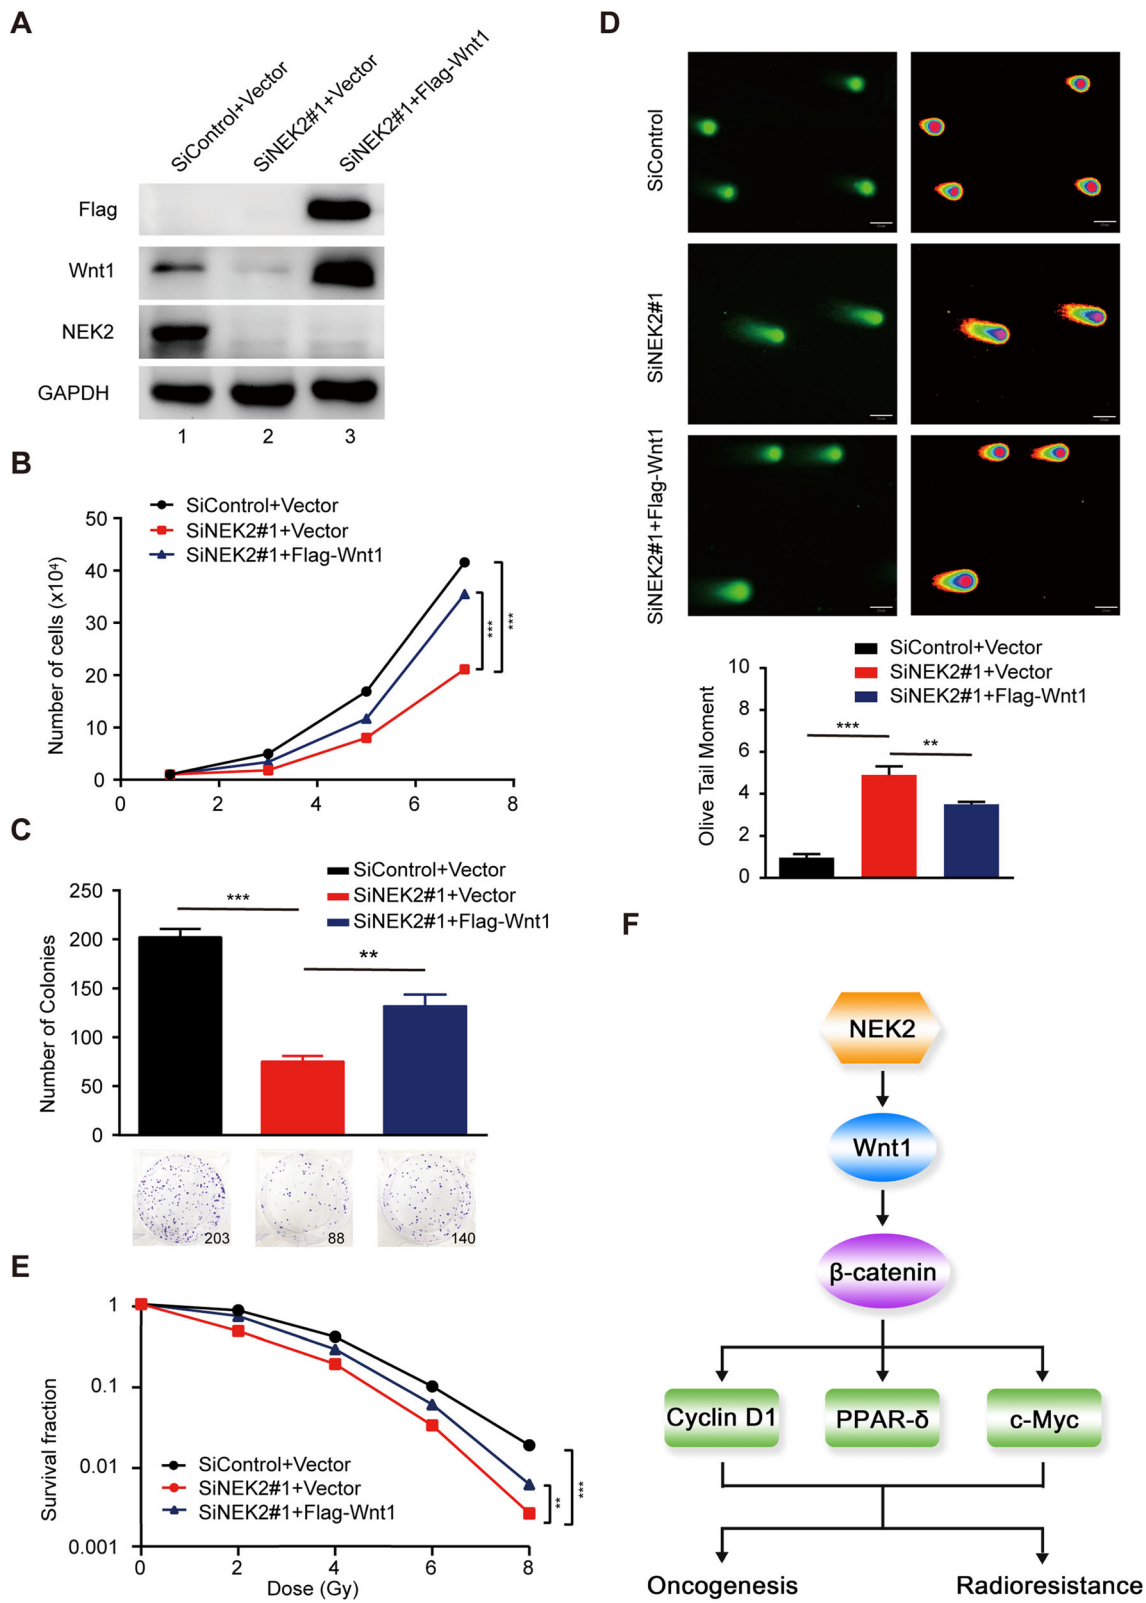 A
SiControl+Vector
SiNEK2#1+Vector
SiNEK2#1+Flag-Wnt1
Flag
Wnt1
NEK2
GAPDH
1 2 3
B
SiControl+Vector
SiNEK2#1+Vector
SiNEK2#1+Flag-Wnt1
Number of cells (x10⁴)
50
40
30
20
10
0
0 2 4 6 8
***
***
C
SiControl+Vector
SiNEK2#1+Vector
SiNEK2#1+Flag-Wnt1
Number of Colonies
250
200
150
100
50
0
***
**
203 88 140
E
Survival fraction
1
0.1
0.01
0.001
SiControl+Vector
SiNEK2#1+Vector
SiNEK2#1+Flag-Wnt1
**
***
0 2 4 6 8
Dose (Gy)
D
SiControl
SiNEK2#1
SiNEK2#1+Flag-Wnt1
SiControl+Vector
SiNEK2#1+Vector
SiNEK2#1+Flag-Wnt1
Olive Tail Moment
10
8
6
4
2
0
***
**
F
NEK2
Wnt1
β-catenin
Cyclin D1 PPAR-δ c-Myc
Oncogenesis Radioresistance